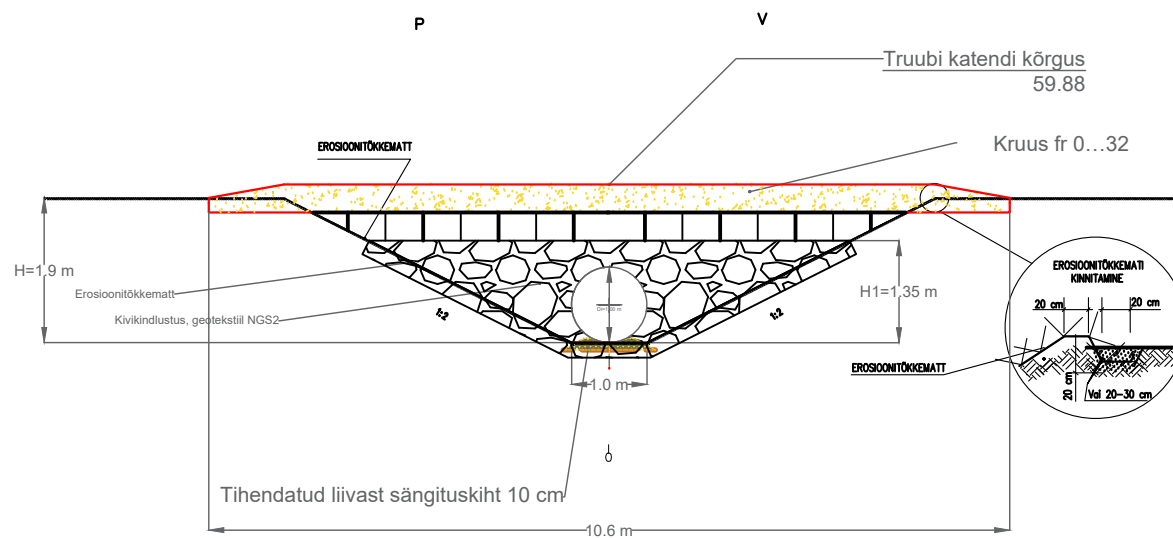 P
V
Truubi katendi kõrgus
59.88
EROSIOONITÕKKEMATT
Kruus fr 0...32
H=1.9 m
Erosioonitõkkematt
Kivikindlustus, geotekstiil NGS2
1:2
1:2
H1=1.35 m
EROSIOONITÕKKEMATI
KINNITAMINE
20 cm
20 cm
EROSIOONITÕKKEMATT
20 cm
Vai 20-30 cm
1.0 m
Tihendatud liivast sängituskiht 10 cm
10.6 m